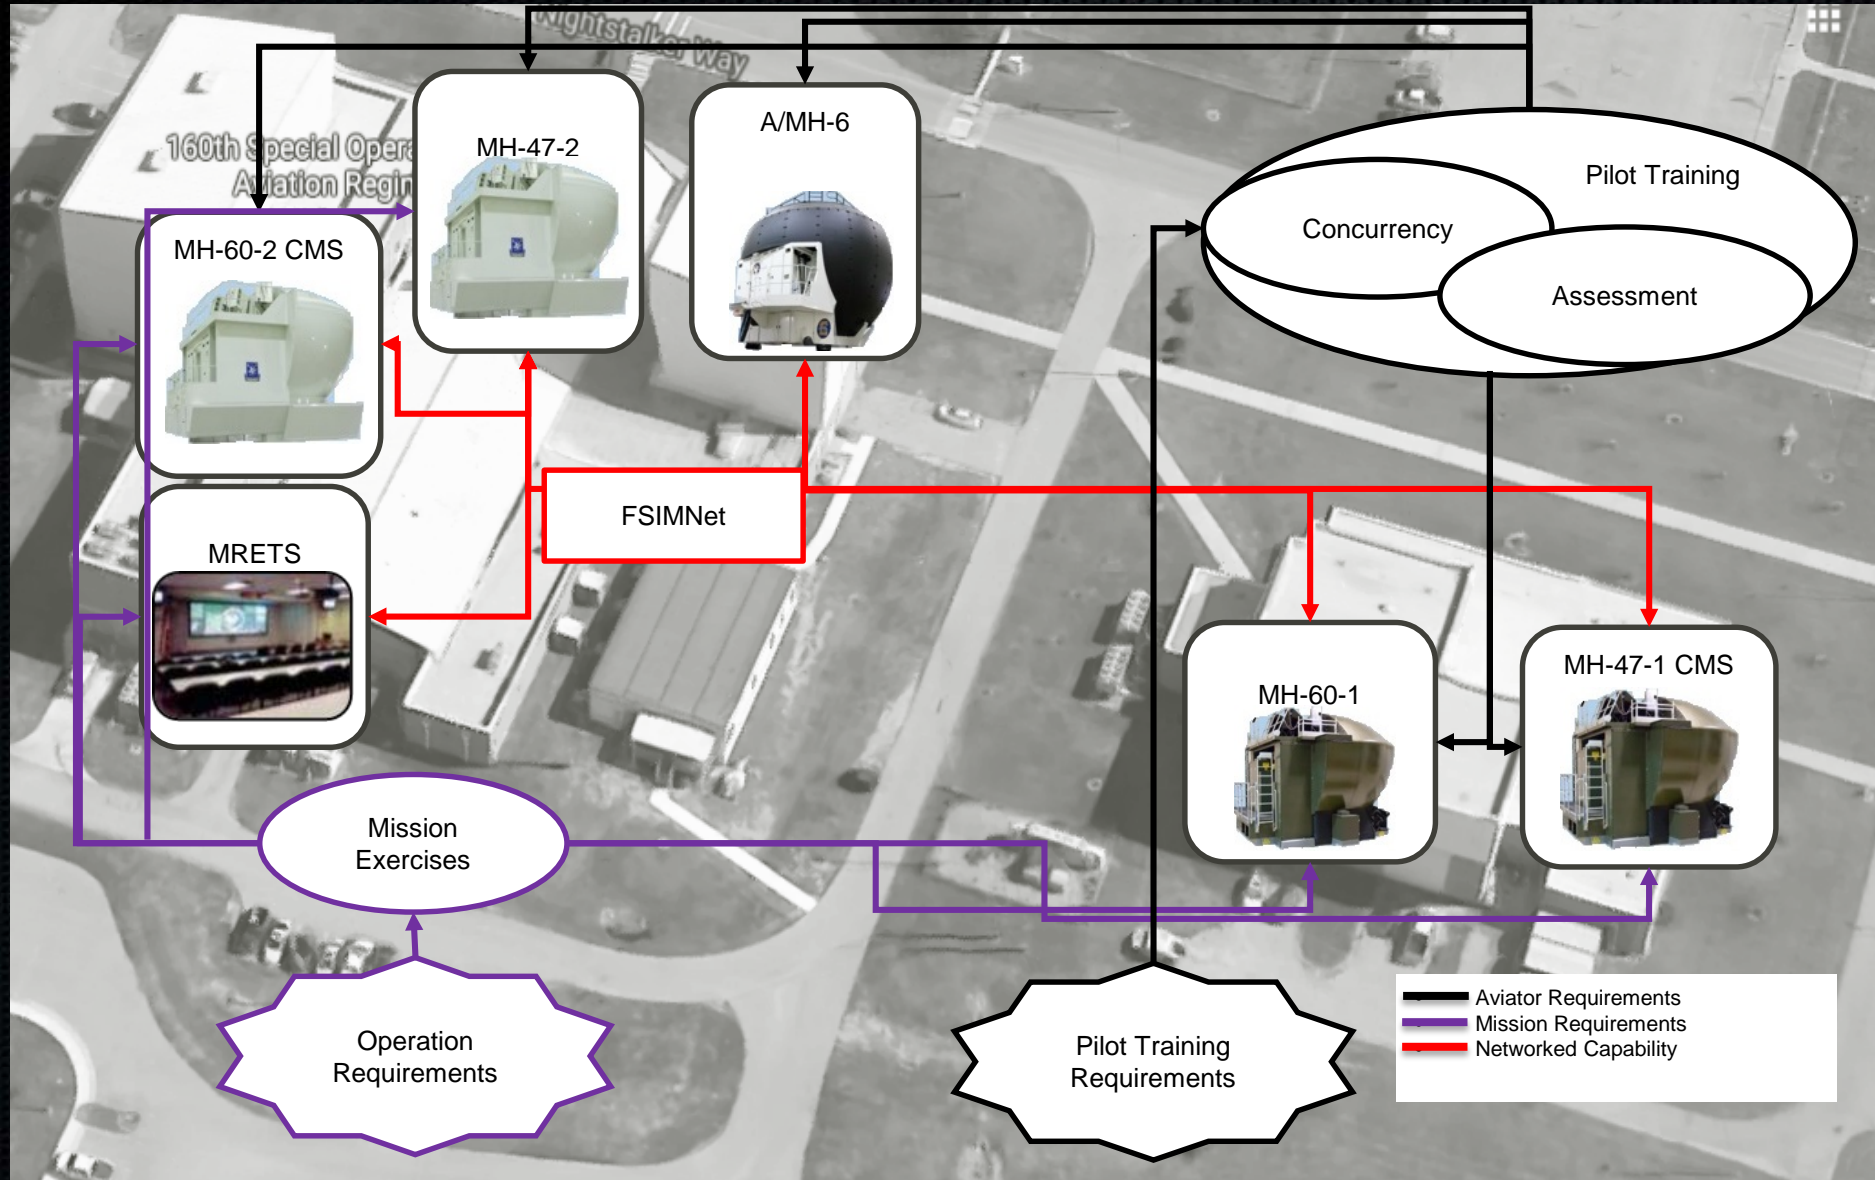 Nightstalker Way
160th Special Opera
Aviation Regim
MH-47-2
A/MH-6
Pilot Training
Concurrency
Assessment
MH-60-2 CMS
FSIMNet
MRETS
MH-60-1
MH-47-1 CMS
Mission
Exercises
Operation
Requirements
Pilot Training
Requirements
Aviator Requirements
Mission Requirements
Networked Capability